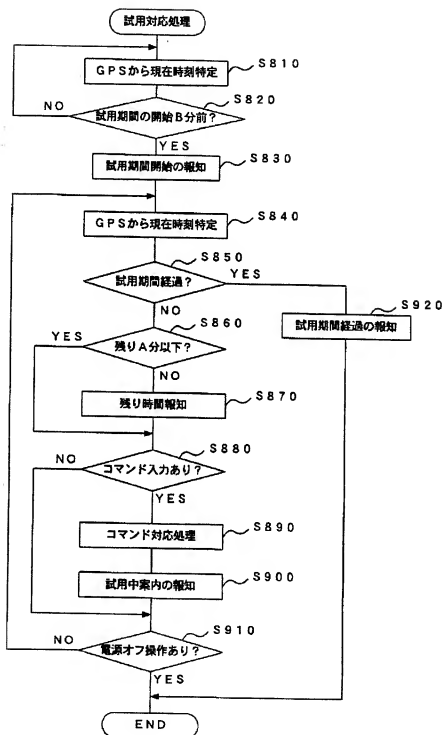 試用対応処理
GPSから現在時刻特定
S810
試用期間の開始B分前?
S820
NO
YES
試用期間開始の報知
S830
GPSから現在時刻特定
S840
試用期間経過?
S850
YES
NO
試用期間経過の報知
S920
残りA分以下?
S860
YES
NO
残り時間報知
S870
コマンド入力あり?
S880
NO
YES
コマンド対応処理
S890
試用中案内の報知
S900
電源オフ操作あり?
S910
NO
YES
END